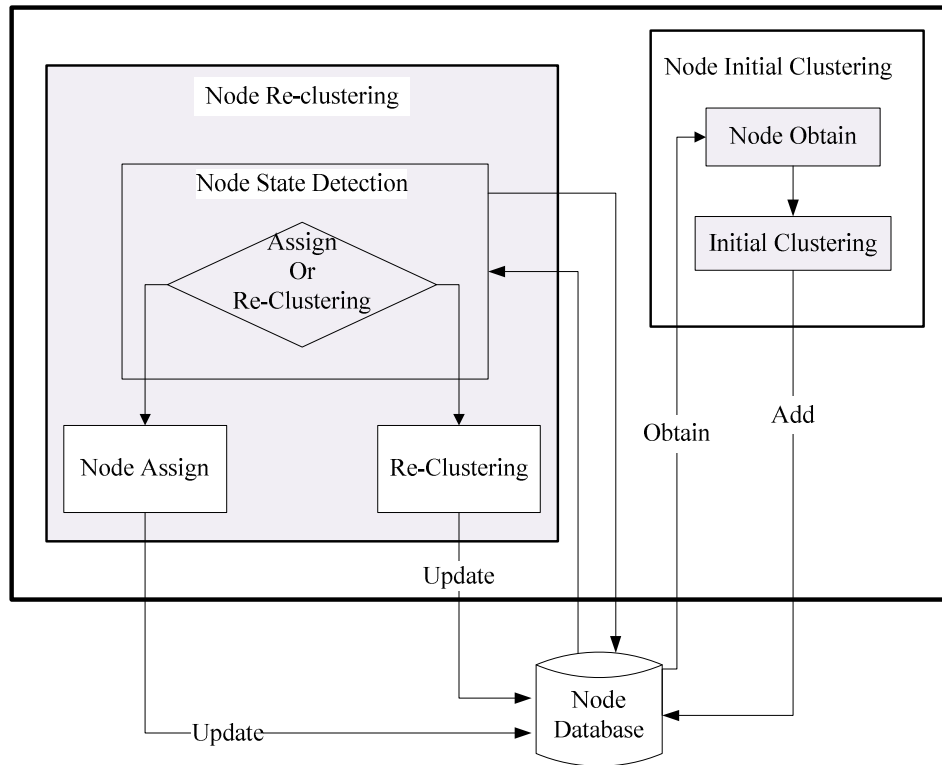 Node Re-clustering
Node State Detection
Assign
Or
Re-Clustering
Node Assign
Re-Clustering
Node Initial Clustering
Node Obtain
Initial Clustering
Obtain
Add
Update
Update
Node
Database